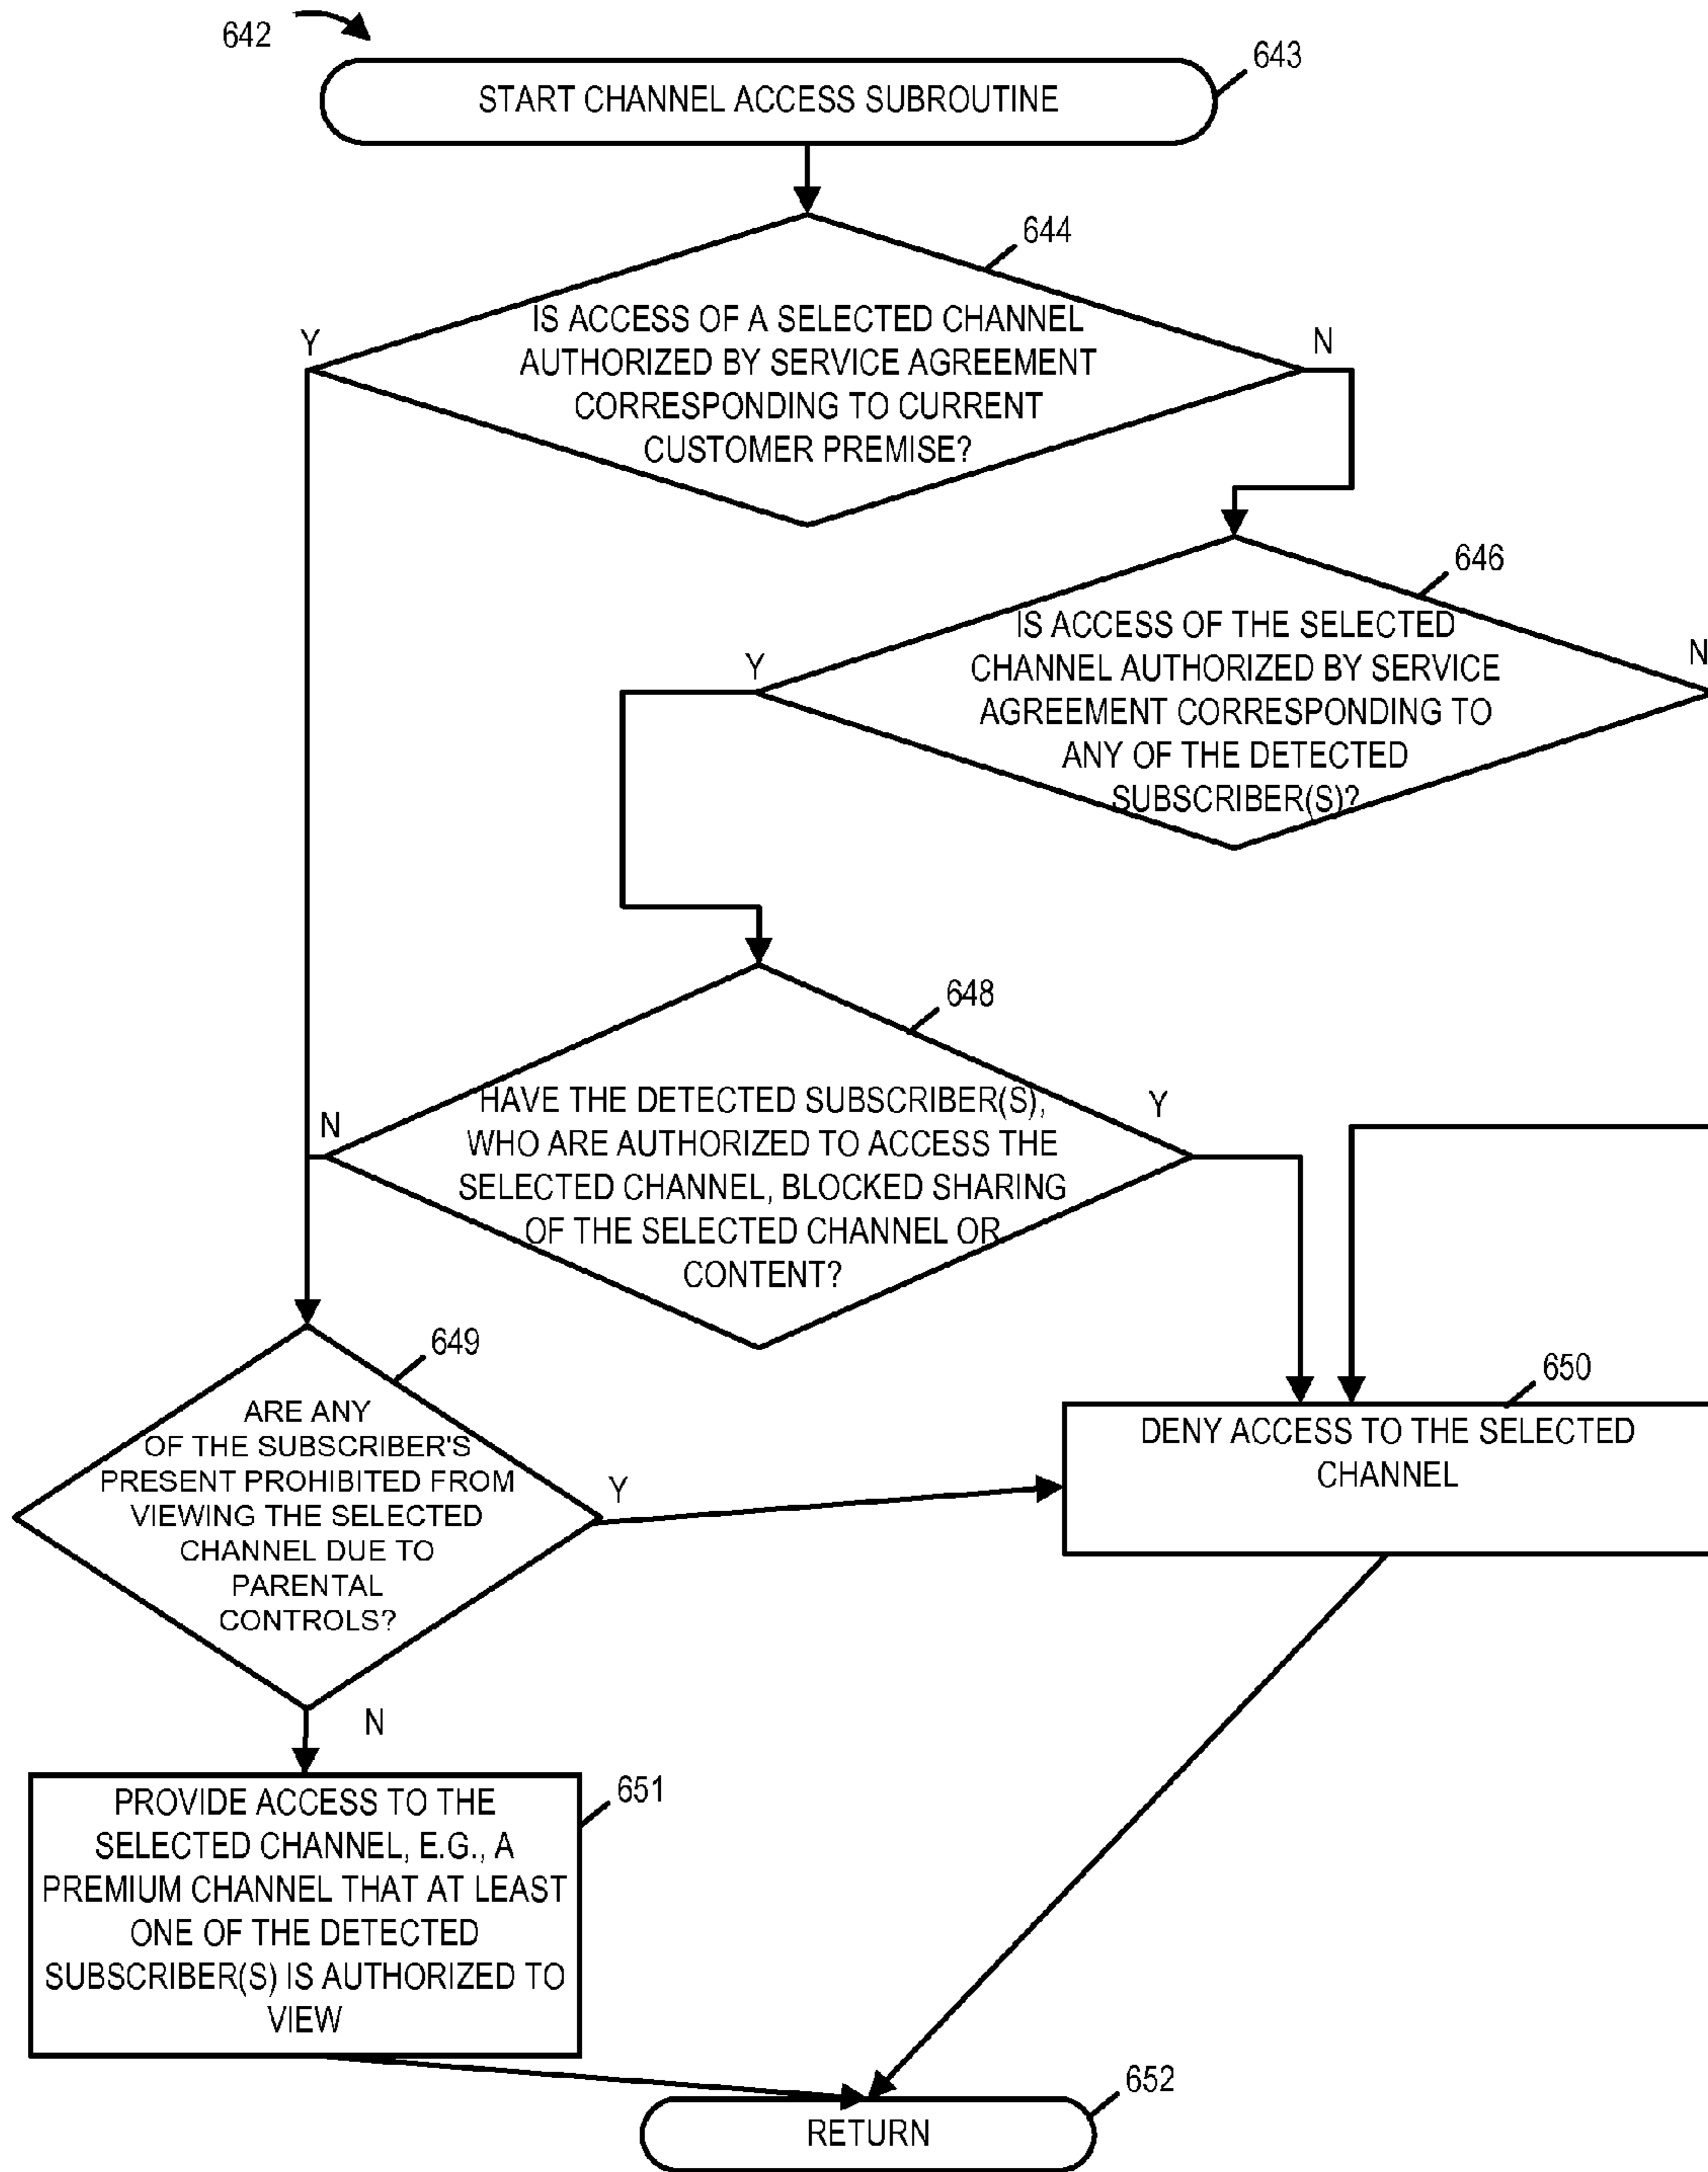 642
643
START CHANNEL ACCESS SUBROUTINE
644
Y
N
IS ACCESS OF A SELECTED CHANNEL
AUTHORIZED BY SERVICE AGREEMENT
CORRESPONDING TO CURRENT
CUSTOMER PREMISE?
646
Y
N
IS ACCESS OF THE SELECTED
CHANNEL AUTHORIZED BY SERVICE
AGREEMENT CORRESPONDING TO
ANY OF THE DETECTED
SUBSCRIBER(S)?
648
N
Y
HAVE THE DETECTED SUBSCRIBER(S),
WHO ARE AUTHORIZED TO ACCESS THE
SELECTED CHANNEL, BLOCKED SHARING
OF THE SELECTED CHANNEL OR
CONTENT?
649
ARE ANY
OF THE SUBSCRIBER'S
PRESENT PROHIBITED FROM
VIEWING THE SELECTED
CHANNEL DUE TO
PARENTAL
CONTROLS?
Y
N
650
DENY ACCESS TO THE SELECTED
CHANNEL
651
PROVIDE ACCESS TO THE
SELECTED CHANNEL, E.G., A
PREMIUM CHANNEL THAT AT LEAST
ONE OF THE DETECTED
SUBSCRIBER(S) IS AUTHORIZED TO
VIEW
652
RETURN